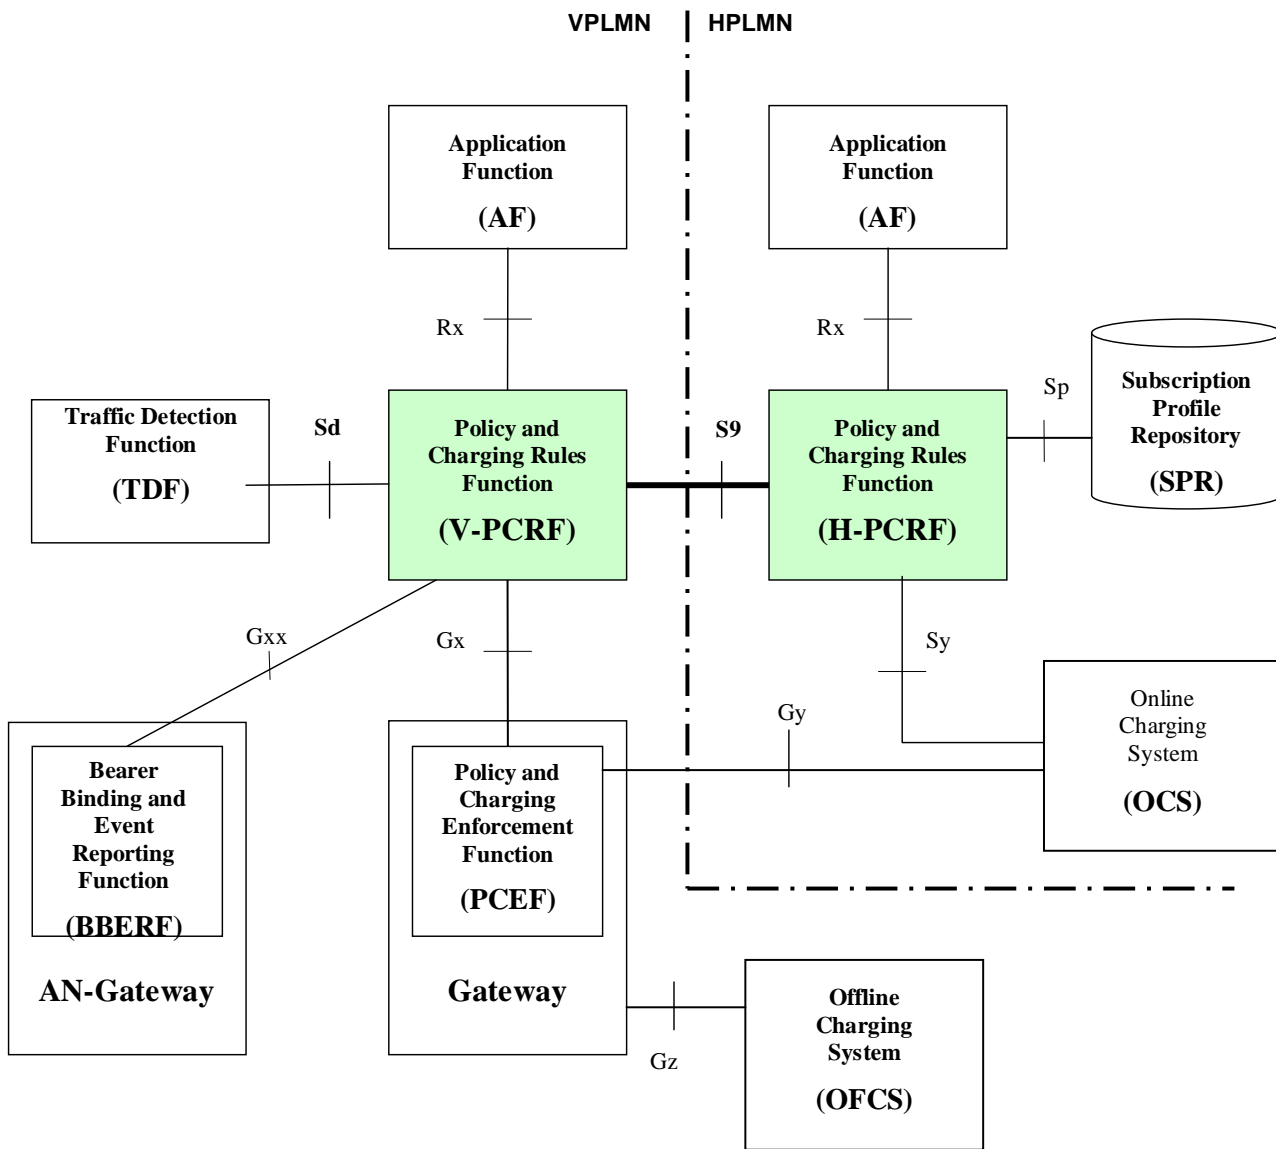 VPLMN
HPLMN
Application
Function
(AF)
Application
Function
(AF)
Rx
Rx
Subscription
Profile
Repository
(SPR)
Sp
Traffic Detection
Function
(TDF)
Sd
Policy and
Charging Rules
Function
(V-PCRF)
S9
Policy and
Charging Rules
Function
(H-PCRF)
Gxx
Gx
Sy
Gy
Online
Charging
System
(OCS)
Bearer
Binding and
Event
Reporting
Function
(BBERF)
AN-Gateway
Policy and
Charging
Enforcement
Function
(PCEF)
Gateway
Gz
Offline
Charging
System
(OFCS)